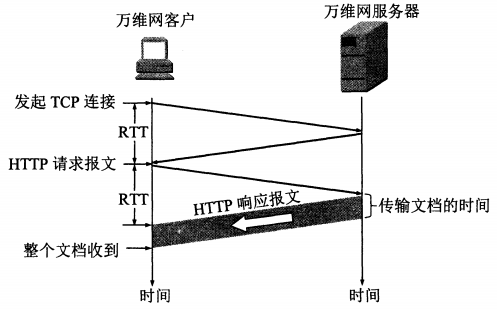 万维网客户
万维网服务器
发起 TCP 连接
RTT
HTTP 请求报文
RTT
HTTP 响应报文
传输文档的时间
整个文档收到
时间
时间